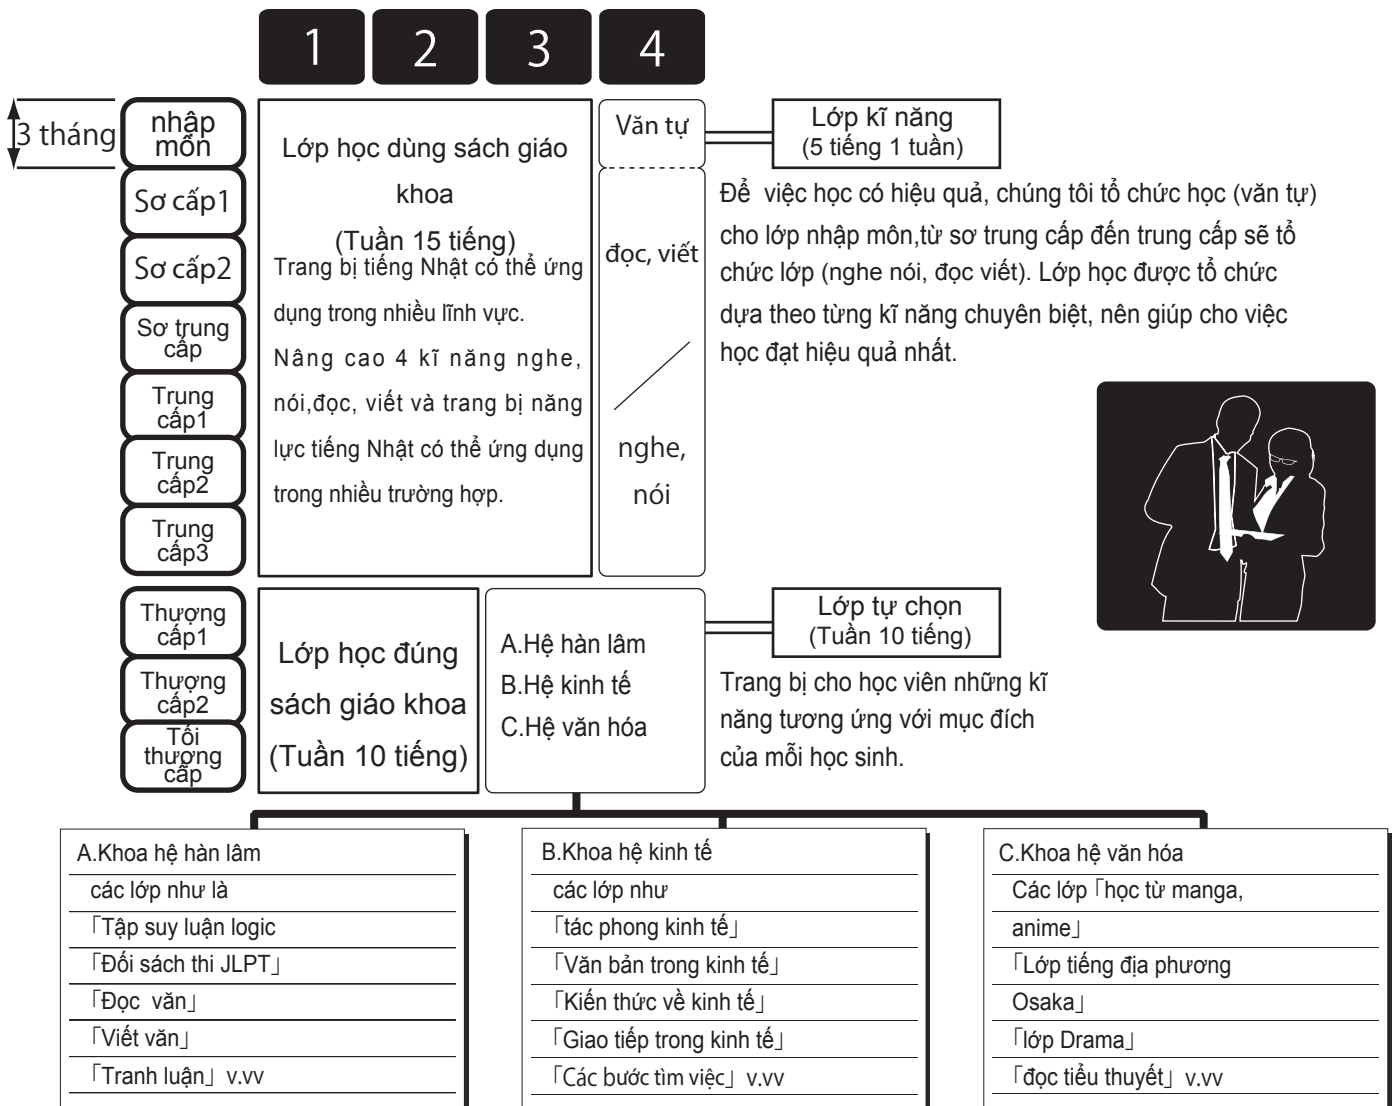 1 2 3 4
3 tháng
nhập
môn
Sơ cấp1
Sơ cấp2
Sơ trung
cấp
Trung
cấp1
Trung
cấp2
Trung
cấp3
Thượng
cấp1
Thượng
cấp2
Tối
thượng
cấp
Lớp học dùng sách giáo
khoa
(Tuần 15 tiếng)
Trang bị tiếng Nhật có thể ứng
dụng trong nhiều lĩnh vực.
Nâng cao 4 kĩ năng nghe,
nói,đọc, viết và trang bị năng
lực tiếng Nhật có thể ứng dụng
trong nhiều trường hợp.
Văn tự
đọc, viết
/
nghe,
nói
Lớp kĩ năng
(5 tiếng 1 tuần)
Để việc học có hiệu quả, chúng tôi tổ chức học (văn tự)
cho lớp nhập môn,từ sơ trung cấp đến trung cấp sẽ tổ
chức lớp (nghe nói, đọc viết). Lớp học được tổ chức
dựa theo từng kĩ năng chuyên biệt, nên giúp cho việc
học đạt hiệu quả nhất.
Lớp học đúng
sách giáo khoa
(Tuần 10 tiếng)
A.Hệ hàn lâm
B.Hệ kinh tế
C.Hệ văn hóa
Lớp tự chọn
(Tuần 10 tiếng)
Trang bị cho học viên những kĩ
năng tương ứng với mục đích
của mỗi học sinh.
A.Khoa hệ hàn lâm
các lớp như là
「Tập suy luận logic
「Đối sách thi JLPT」
「Đọc văn」
「Viết văn」
「Tranh luận」 v.vv
B.Khoa hệ kinh tế
các lớp như
「tác phong kinh tế」
「Văn bản trong kinh tế」
「Kiến thức về kinh tế」
「Giao tiếp trong kinh tế」
「Các bước tìm việc」 v.vv
C.Khoa hệ văn hóa
Các lớp「học từ manga,
anime」
「Lớp tiếng địa phương
Osaka」
「lớp Drama」
「đọc tiểu thuyết」 v.vv